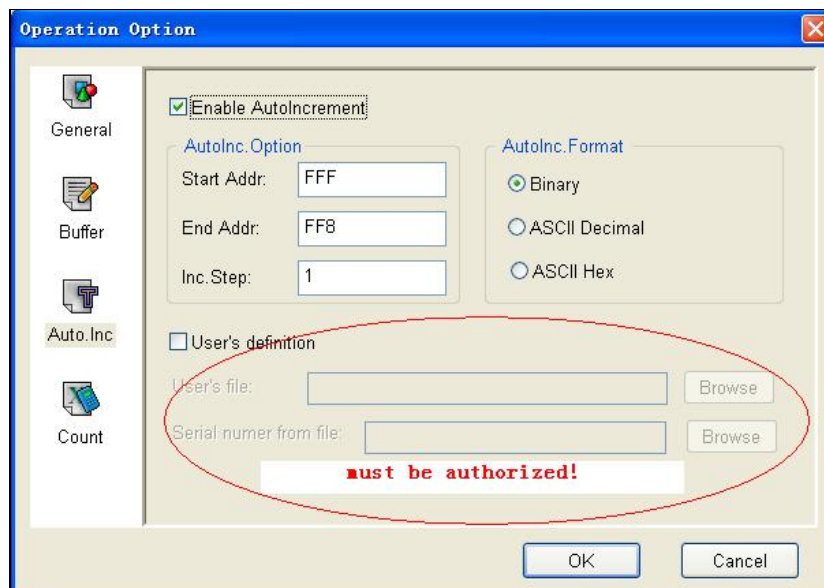 Operation Option
General
Buffer
Auto.Inc
Count
Enable AutoIncrement
AutoInc.Option
Start Addr: FFF
End Addr: FF8
Inc.Step: 1
AutoInc.Format
Binary
ASCII Decimal
ASCII Hex
User's definition
User's file: Browse
Serial numer from file: Browse
must be authorized!
OK Cancel